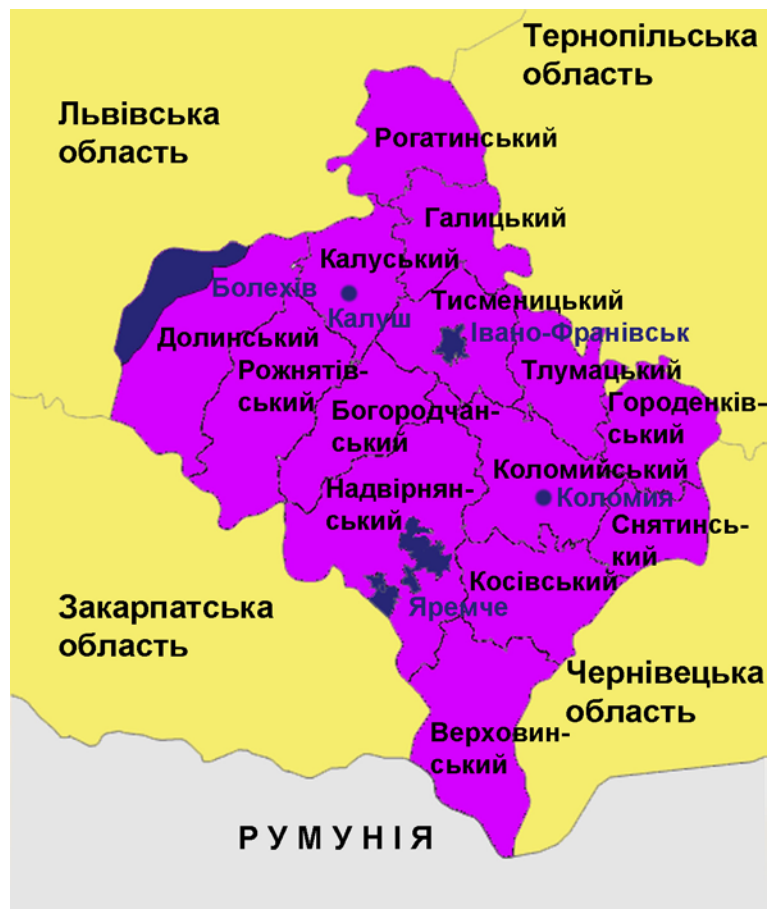 Тернопільська
область
Львівська
область
Рогатинський
Галицький
Калуський
Болехів
Калуш
Тисменицький
Івано-Франівськ
Долинський
Рожнятів-
ський
Тлумацький
Богородчан-
ський
Городенків-
ський
Коломийський
Коломия
Надвірнян-
ський
Снятинсь-
кий
Косівський
Яремче
Закарпатська
область
Чернівецька
область
Верховин-
ський
РУМУНІЯ